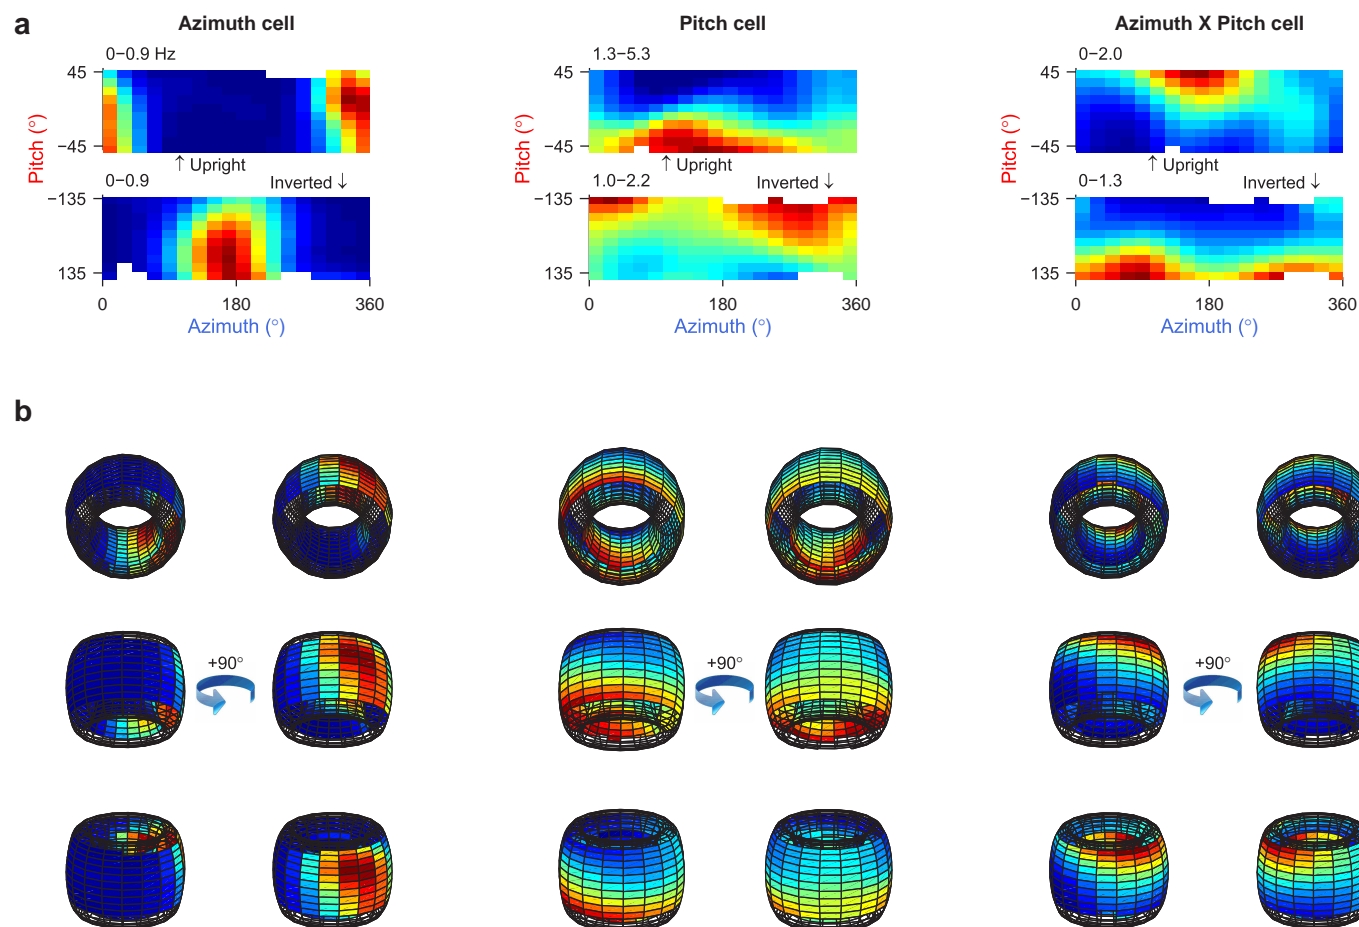 a
Azimuth cell
Pitch cell
Azimuth X Pitch cell
0−0.9 Hz
1.3−5.3
0−2.0
45
45
45
Pitch (°)
Pitch (°)
Pitch (°)
−45
−45
−45
↑ Upright
↑ Upright
↑ Upright
0−0.9
Inverted ↓
1.0−2.2
Inverted ↓
0−1.3
Inverted ↓
−135
−135
−135
135
135
135
0
180
360
0
180
360
0
180
360
Azimuth (°)
Azimuth (°)
Azimuth (°)
b
+90°
+90°
+90°